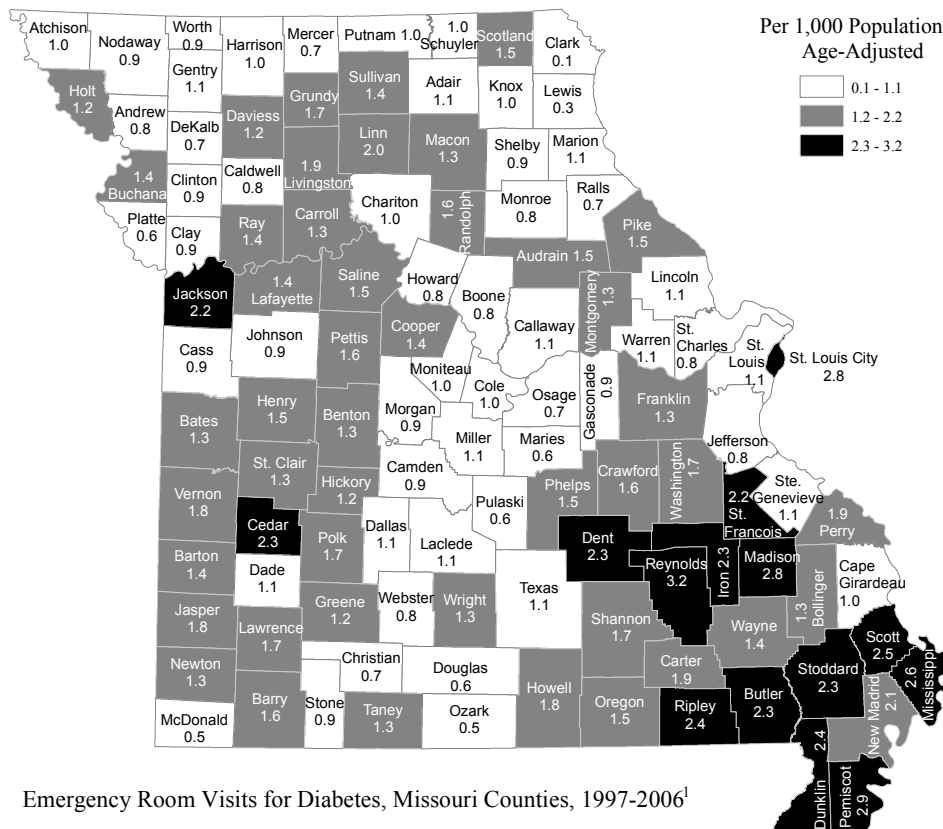 Per 1,000 Population
Age-Adjusted
0.1 - 1.1
1.2 - 2.2
2.3 - 3.2
Atchison
1.0
Nodaway
0.9
Worth
0.9
Harrison
1.0
Mercer
0.7
Putnam 1.0
1.0
Schuyler
Scotland
1.5
Clark
0.1
Gentry
1.1
Holt
1.2
Andrew
0.8
DeKalb
0.7
Daviess
1.2
Grundy
1.7
Sullivan
1.4
Adair
1.1
Knox
1.0
Lewis
0.3
Linn
2.0
Macon
1.3
Shelby
0.9
Marion
1.1
1.4
Buchana
Clinton
0.9
Caldwell
0.8
1.9
Livingston
Chariton
1.0
1.6
Randolph
Monroe
0.8
Ralls
0.7
Platte
0.6
Clay
0.9
Ray
1.4
Carroll
1.3
Pike
1.5
Audrain 1.5
Jackson
2.2
1.4
Lafayette
Saline
1.5
Howard
0.8
Boone
0.8
Callaway
1.1
Montgomery
1.3
Lincoln
1.1
Cass
0.9
Johnson
0.9
Pettis
1.6
Cooper
1.4
Moniteau
1.0
Cole
1.0
Osage
0.7
Gasconade
0.9
Warren
1.1
St.
Charles
0.8
St.
Louis
1.1
St. Louis City
2.8
Franklin
1.3
Jefferson
0.8
Bates
1.3
Henry
1.5
Benton
1.3
Morgan
0.9
Miller
1.1
Maries
0.6
St. Clair
1.3
Hickory
1.2
Camden
0.9
Pulaski
0.6
Phelps
1.5
Crawford
1.6
Washington
1.7
2.2
St.
Francois
Ste.
Genevieve
1.1
1.9
Perry
Vernon
1.8
Cedar
2.3
Polk
1.7
Dallas
1.1
Laclede
1.1
Dent
2.3
Reynolds
3.2
Iron 2.3
Madison
2.8
1.3
Bollinger
Cape
Girardeau
1.0
Barton
1.4
Dade
1.1
Greene
1.2
Webster
0.8
Wright
1.3
Texas
1.1
Shannon
1.7
Wayne
1.4
Jasper
1.8
Lawrence
1.7
Christian
0.7
Douglas
0.6
Howell
1.8
Carter
1.9
Stoddard
2.3
Scott
2.5
2.6
Mississippi
Newton
1.3
Barry
1.6
Stone
0.9
Taney
1.3
Ozark
0.5
Oregon
1.5
Ripley
2.4
Butler
2.3
New Madrid
2.1
McDonald
0.5
Dunklin
2.4
Pemiscot
2.9
Emergency Room Visits for Diabetes, Missouri Counties, 1997-2006¹